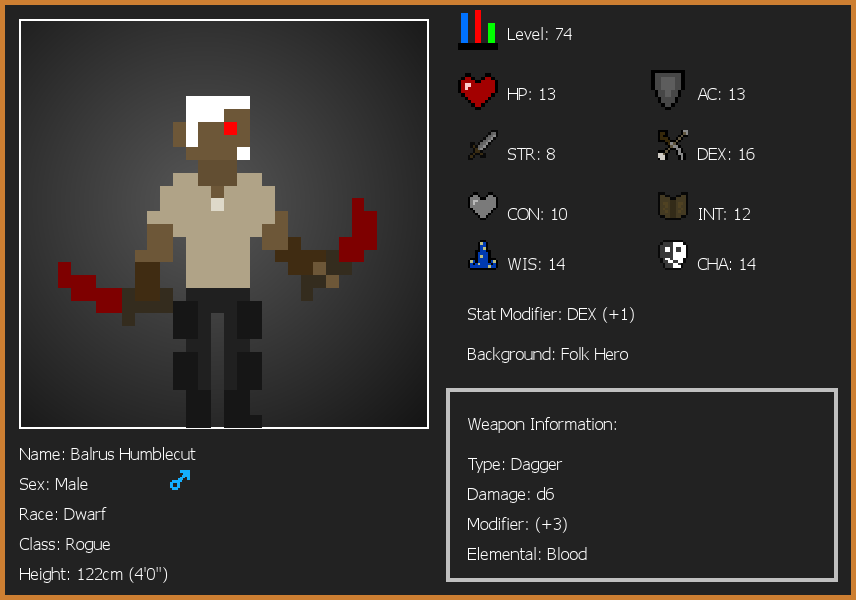 Level: 74
HP: 13
AC: 13
STR: 8
DEX: 16
CON: 10
INT: 12
WIS: 14
CHA: 14
Stat Modifier: DEX (+1)
Background: Folk Hero
Weapon Information:
Type: Dagger
Damage: d6
Modifier: (+3)
Elemental: Blood
Name: Balrus Humblecut
Sex: Male
Race: Dwarf
Class: Rogue
Height: 122cm (4'0")